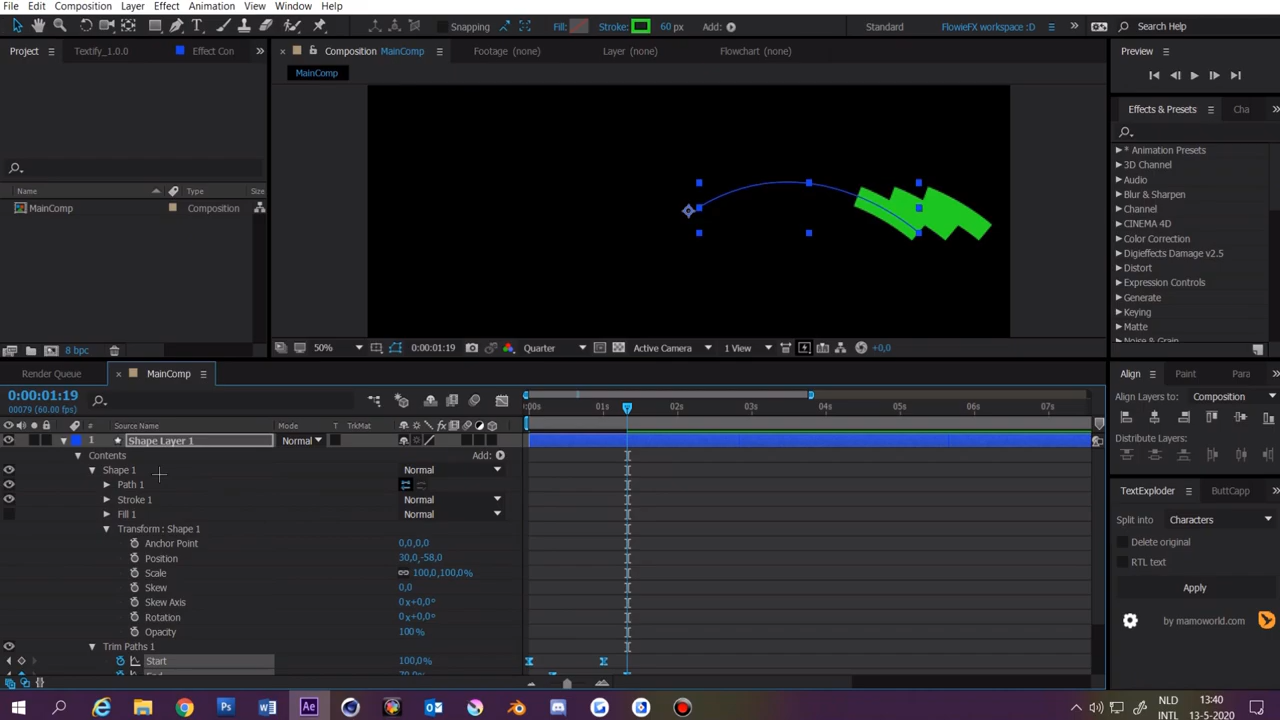 File Edit Composition Layer Effect Animation View Window Help
Snapping Fill: Stroke: 60 px Add: Standard FlowieFX workspace :D Search Help
Project Textify_1.0.0 Effect Con Composition MainComp Footage (none) Layer (none) Flowchart (none) Preview
MainComp
Effects & Presets Cha
* Animation Presets
3D Channel
Audio
Blur & Sharpen
Channel
CINEMA 4D
Color Correction
Digieffects Damage v2.5
Distort
Expression Controls
Generate
Keying
Matte
Noise & Grain
Name Type Size
MainComp Composition
8 bpc 50% 0:00:01:19 Quarter Active Camera 1 View +0,0
Render Queue MainComp Align Paint Para
0:00:01:19
00079 (60.00 fps)
:00s 01s 02s 03s 04s 05s 06s 07s
Align Layers to: Composition
Distribute Layers:
# Source Name Mode T TrkMat
1 Shape Layer 1 Normal
Contents Add:
Shape 1 Normal
Path 1
Stroke 1 Normal
Fill 1 Normal
Transform : Shape 1
Anchor Point 0,0,0,0
Position 30,0,-58,0
Scale 100,0,100,0%
Skew 0,0
Skew Axis 0x+0,0°
Rotation 0x+0,0°
Opacity 100%
Trim Paths 1
Start 100,0%
TextExploder ButtCapp
Split into Characters
Delete original
RTL text
Apply
by mamoworld.com
NLD 13:40
INTL 13-5-2020